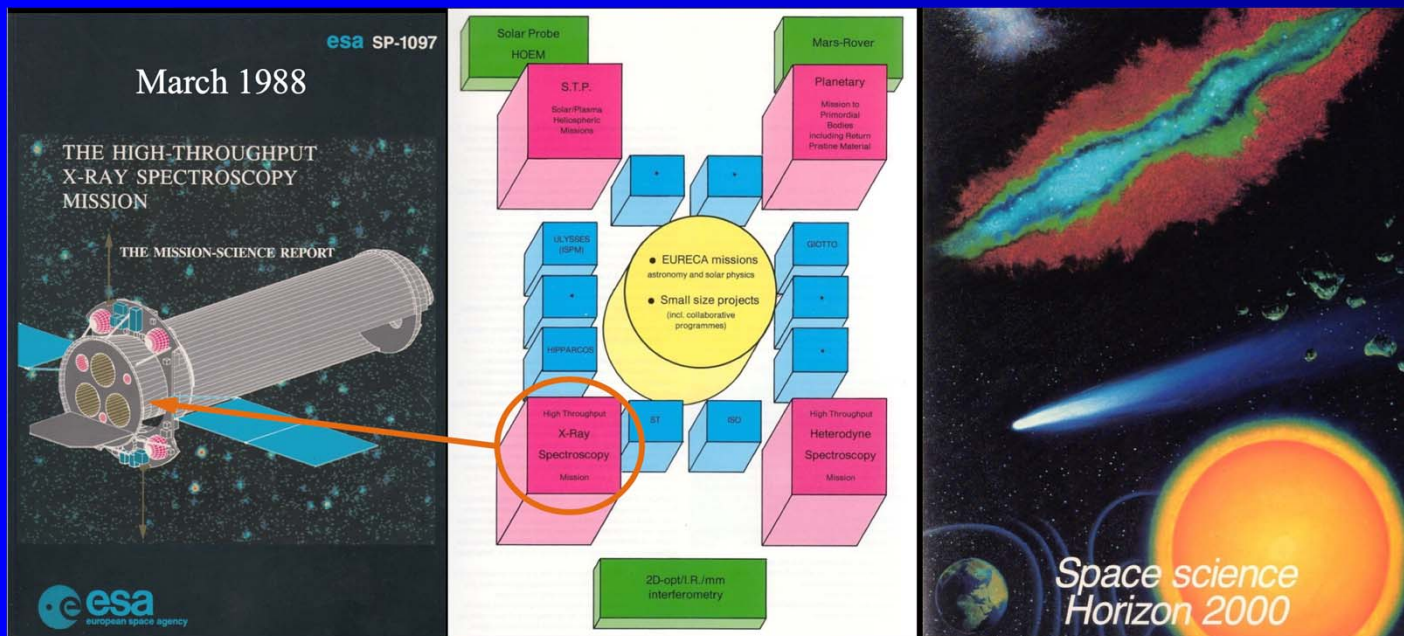 esa SP-1097
March 1988
THE HIGH-THROUGHPUT
X-RAY SPECTROSCOPY
MISSION
THE MISSION-SCIENCE REPORT
esa
european space agency
Solar Probe
HOEM
Mars-Rover
S.T.P.
Solar/Plasma
Heliospheric
Missions
Planetary
Mission to
Primordial
Bodies
including Return
Pristine Material
*
*
ULYSSES
(ISPM)
GIOTTO
• EURECA missions
astronomy and solar physics
• Small size projects
(incl. collaborative
programmes)
*
*
HIPPARCOS
*
High Throughput
X-Ray
Spectroscopy
Mission
ST
ISO
High Throughput
Heterodyne
Spectroscopy
Mission
2D-opt/I.R./mm
interferometry
Space science
Horizon 2000